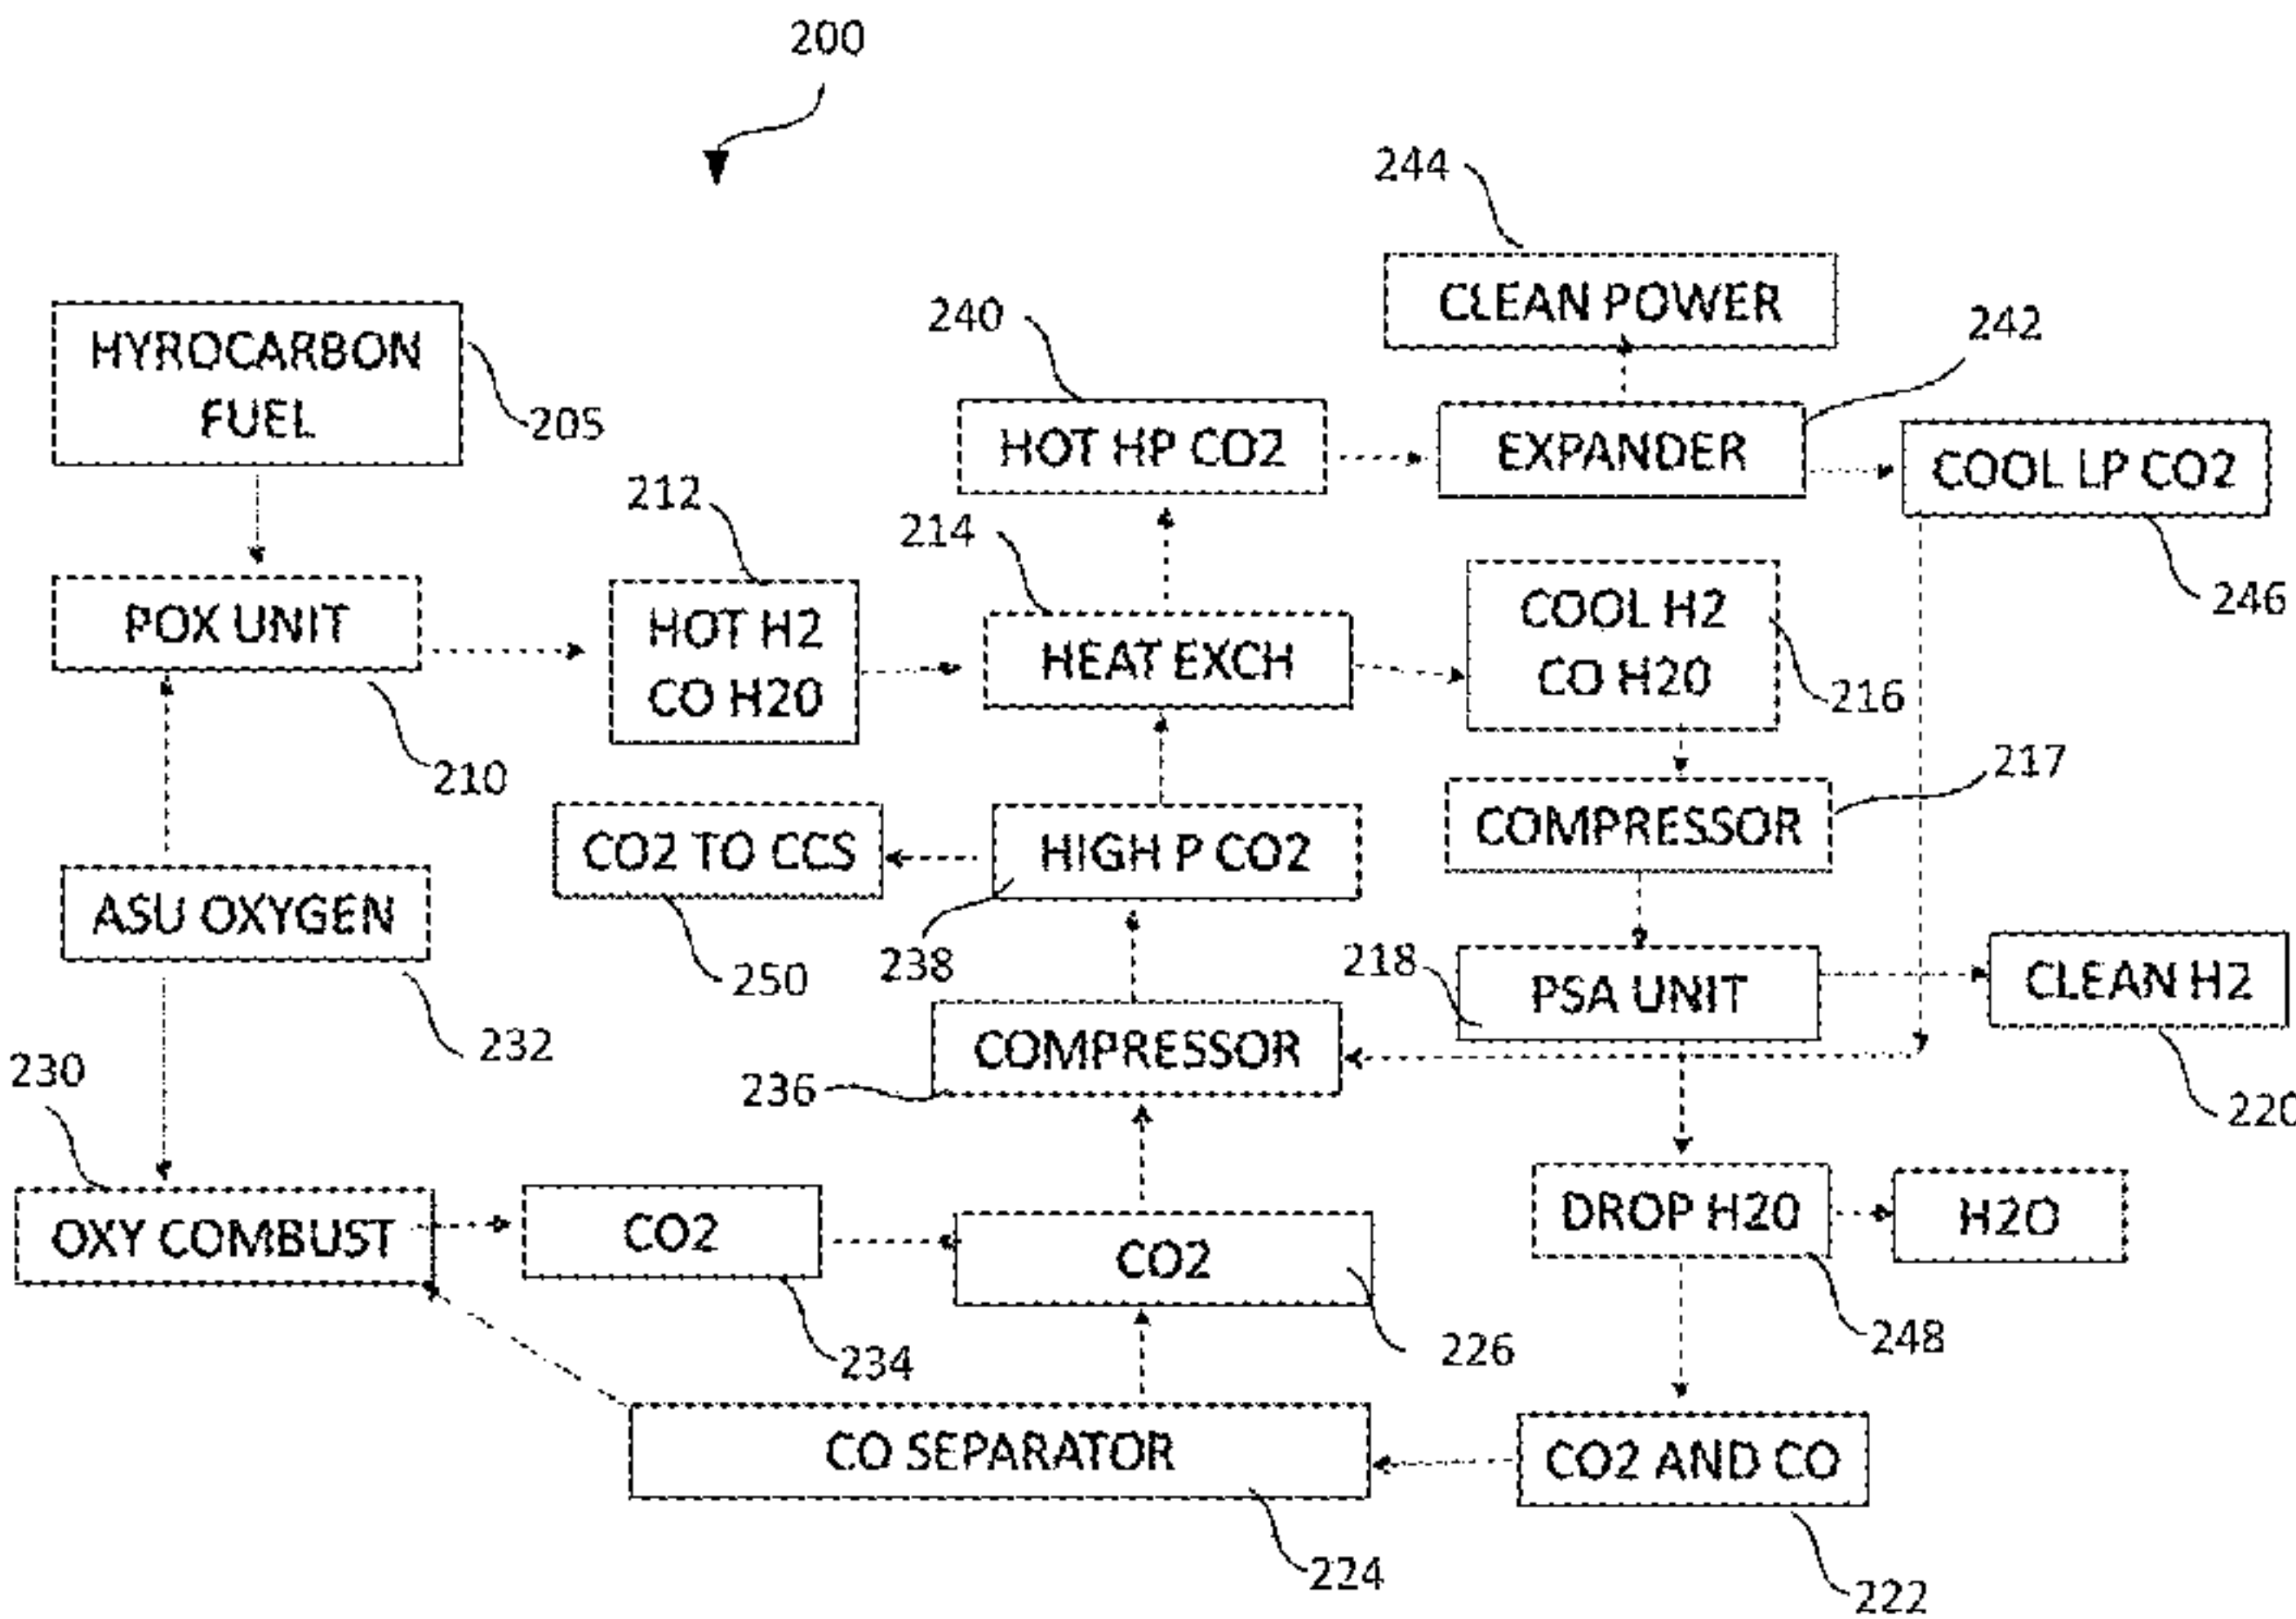 200
244
CLEAN POWER
240
242
HYROCARBON
FUEL
205
HOT HP CO2
EXPANDER
COOL LP CO2
212
214
246
POX UNIT
HOT H2
CO H20
HEAT EXCH
COOL H2
CO H20
216
210
217
CO2 TO CCS
HIGH P CO2
COMPRESSOR
ASU OXYGEN
250
238
218
PSA UNIT
CLEAN H2
232
COMPRESSOR
230
236
220
OXY COMBUST
CO2
CO2
DROP H20
H2O
234
226
248
CO SEPARATOR
CO2 AND CO
224
222